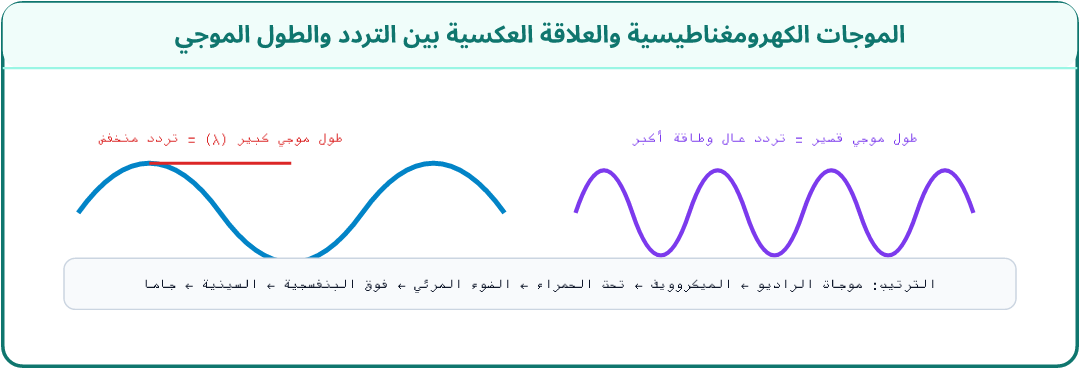 الموجات الكهرومغناطيسية والعلاقة العكسية بين التردد والطول الموجي
طول موجي قصير = تردد عال وطاقة أكبر
طول موجي كبير (λ) = تردد منخفض
الترتيب: موجات الراديو ← الميكروويف ← تحت الحمراء ← الضوء المرئي ← فوق البنفسجية ← السينية ← جاما